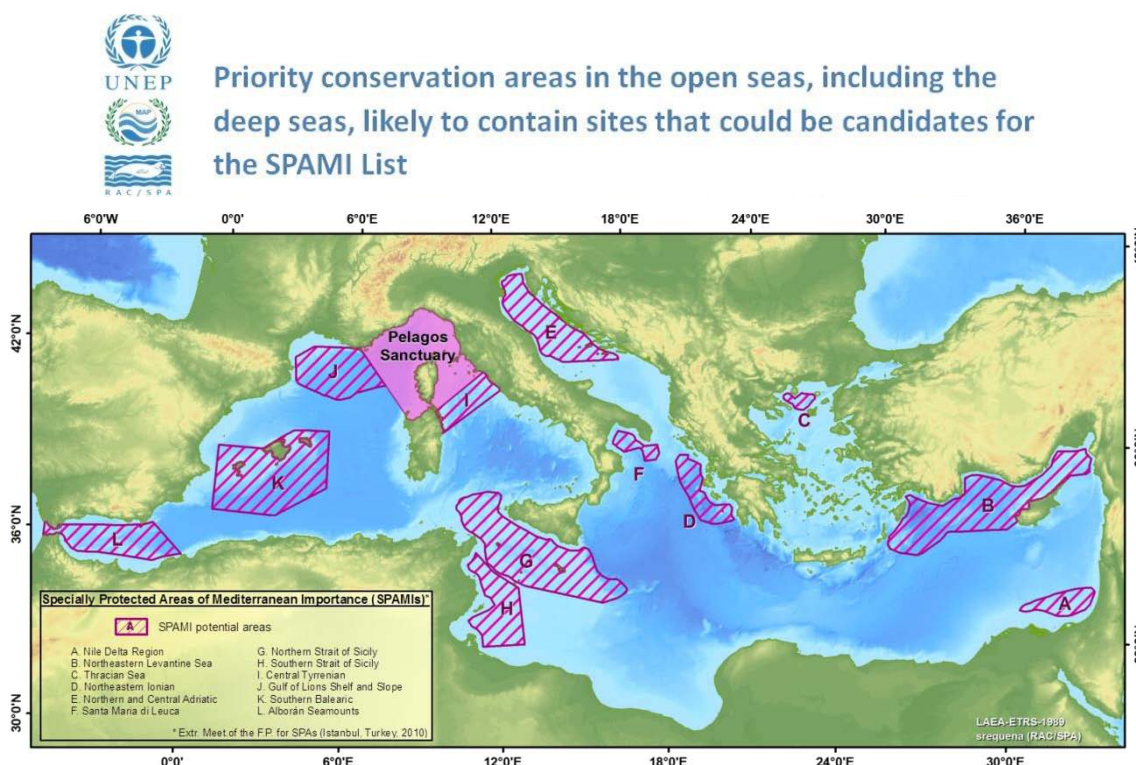 UNEP
MAP
RAC/SPA
Priority conservation areas in the open seas, including the
deep seas, likely to contain sites that could be candidates for
the SPAMI List
6°0'W 0°0' 6°0'E 12°0'E 18°0'E 24°0'E 30°0'E 36°0'E
42°0'N
36°0'N
30°0'N
Pelagos
Sanctuary
E
J
I
C
K
F
B
D
L
G
H
A
Specially Protected Areas of Mediterranean Importance (SPAMIs)*
A SPAMI potential areas
A. Nile Delta Region
B. Northeastern Levantine Sea
C. Thracian Sea
D. Northeastern Ionian
E. Northern and Central Adriatic
F. Santa Maria di Leuca
G. Northern Strait of Sicily
H. Southern Strait of Sicily
I. Central Tyrrenian
J. Gulf of Lions Shelf and Slope
K. Southern Balearic
L. Alborán Seamounts
* Extr. Meet of the F.P. for SPAs (Istanbul, Turkey, 2010)
LAEA-ETRS-1989
srequena (RAC/SPA)
0°0' 6°0'E 12°0'E 18°0'E 24°0'E 30°0'E